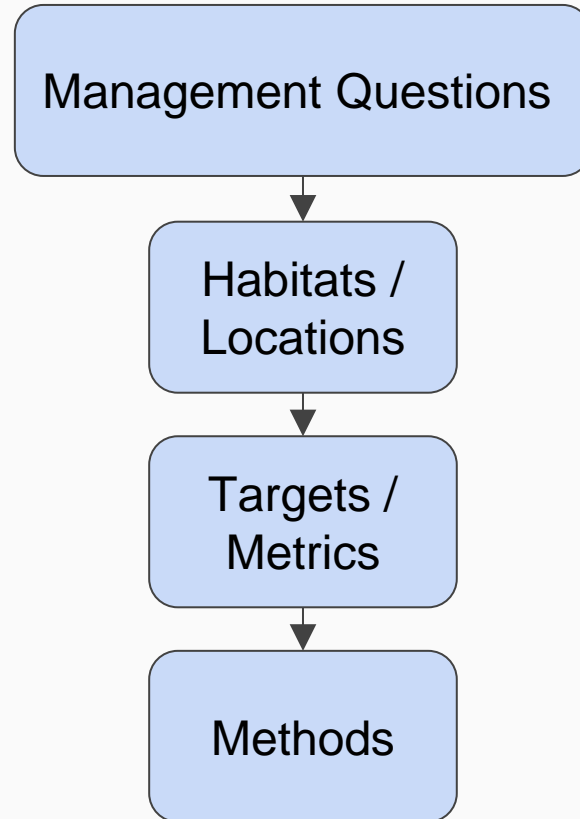 Management Questions
Habitats /
Locations
Targets /
Metrics
Methods